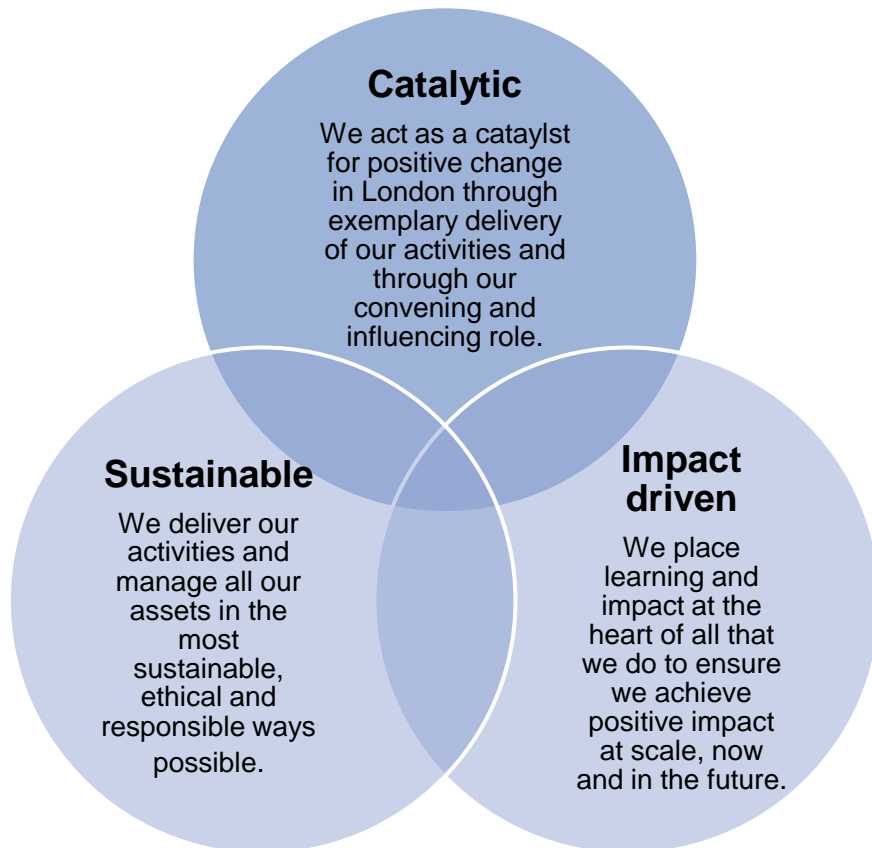 Catalytic
We act as a cataylst
for positive change
in London through
exemplary delivery
of our activities and
through our
convening and
influencing role.
Sustainable
We deliver our
activities and
manage all our
assets in the
most
sustainable,
ethical and
responsible ways
possible.
Impact
driven
We place
learning and
impact at the
heart of all that
we do to ensure
we achieve
positive impact
at scale, now
and in the future.